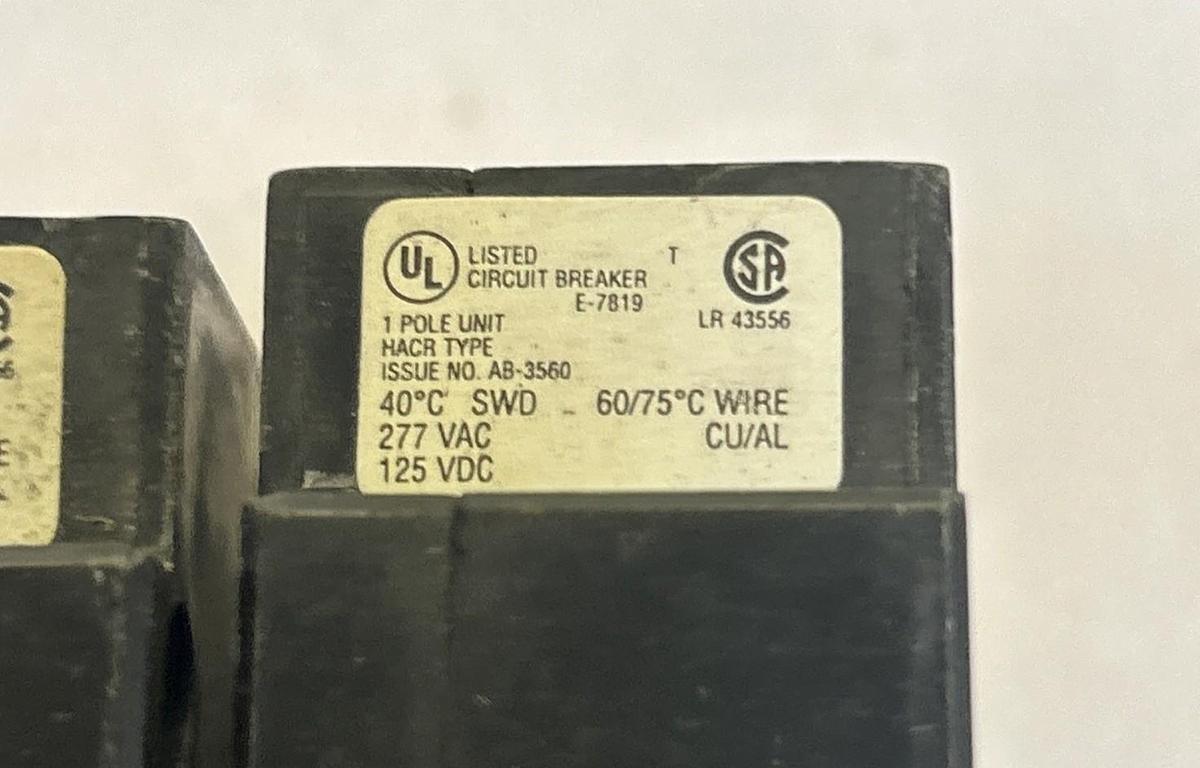 UL LISTED T SA
CIRCUIT BREAKER
E-7819
1 POLE UNIT LR 43556
HACR TYPE
ISSUE NO. AB-3560
40°C SWD 60/75°C WIRE
277 VAC CU/AL
125 VDC